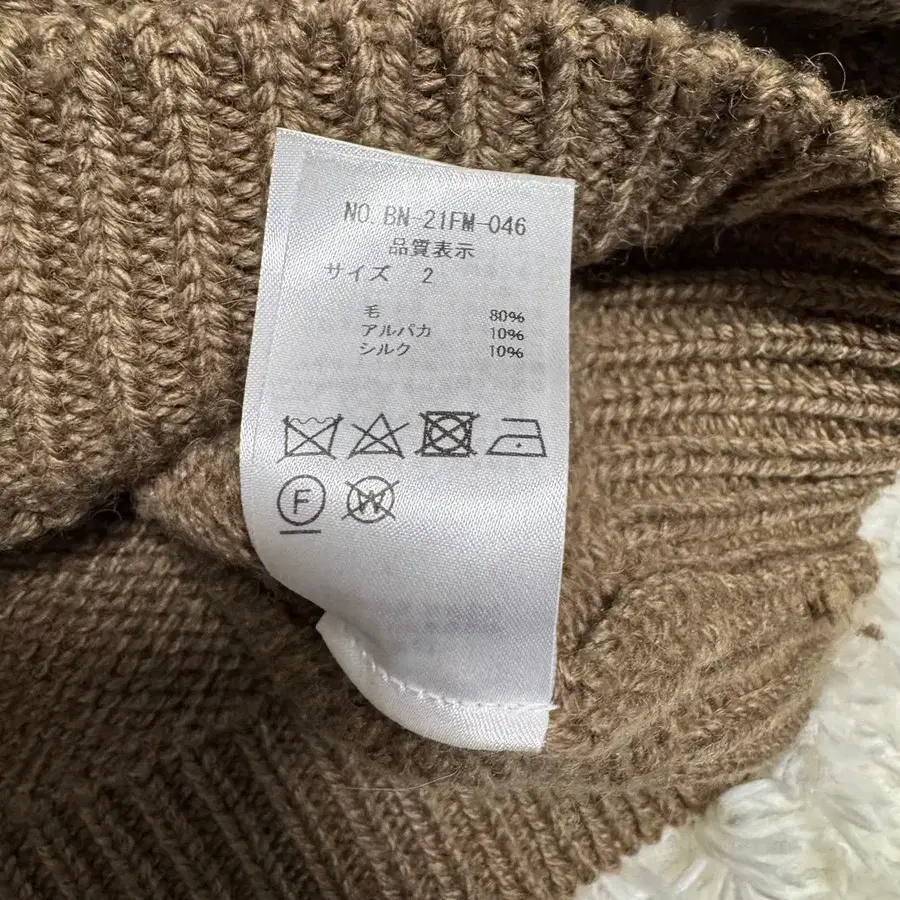 NO. BN-21FM-046
品質表示
サイズ 2
毛 80%
アルパカ 10%
シルク 10%
F W